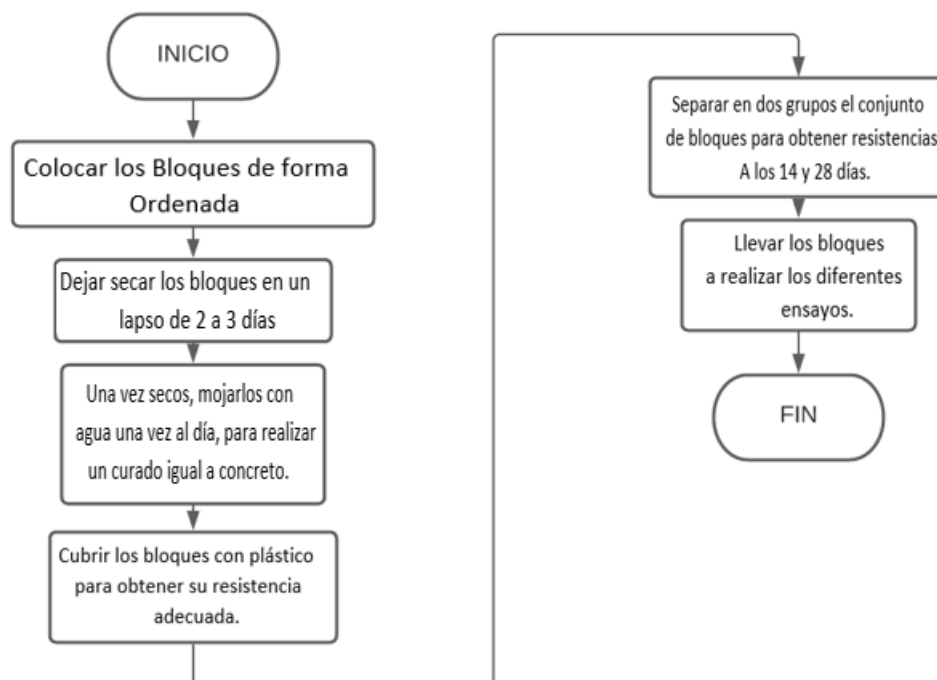 INICIO
Colocar los Bloques de forma
Ordenada
Dejar secar los bloques en un
lapso de 2 a 3 días
Una vez secos, mojarlos con
agua una vez al día, para realizar
un curado igual a concreto.
Cubrir los bloques con plástico
para obtener su resistencia
adecuada.
Separar en dos grupos el conjunto
de bloques para obtener resistencias
A los 14 y 28 días.
Llevar los bloques
a realizar los diferentes
ensayos.
FIN